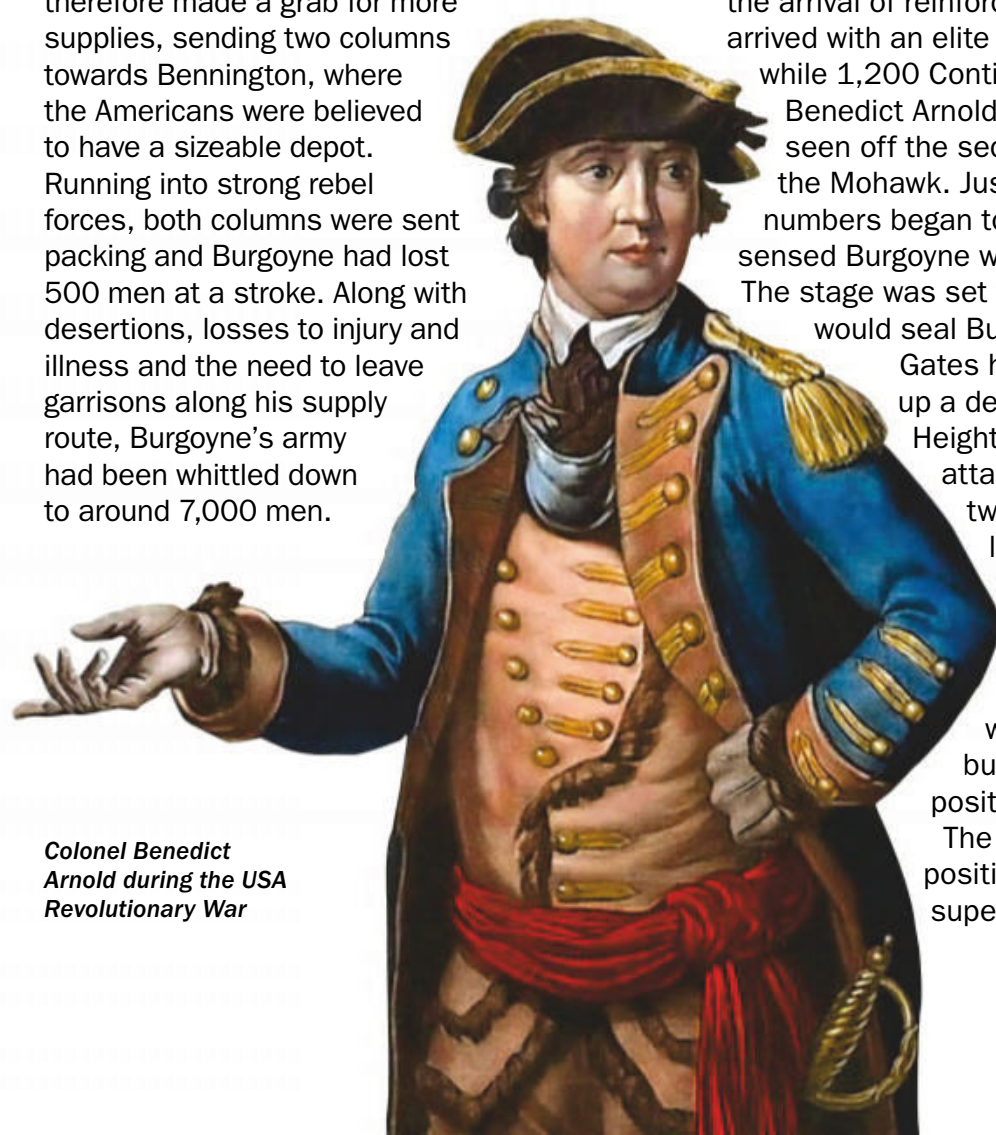 therefore made a grab for more
supplies, sending two columns
towards Bennington, where
the Americans were believed
to have a sizeable depot.
Running into strong rebel
forces, both columns were sent
packing and Burgoyne had lost
500 men at a stroke. Along with
desertions, losses to injury and
illness and the need to leave
garrisons along his supply
route, Burgoyne’s army
had been whittled down
to around 7,000 men.
Colonel Benedict
Arnold during the USA
Revolutionary War
the arrival of
arrived with an elite
while 1,200
Benedict Arnold
seen off the
the Mohawk.
numbers began
sensed Burgoyne
The stage was set
would seal
Gates
up a
The